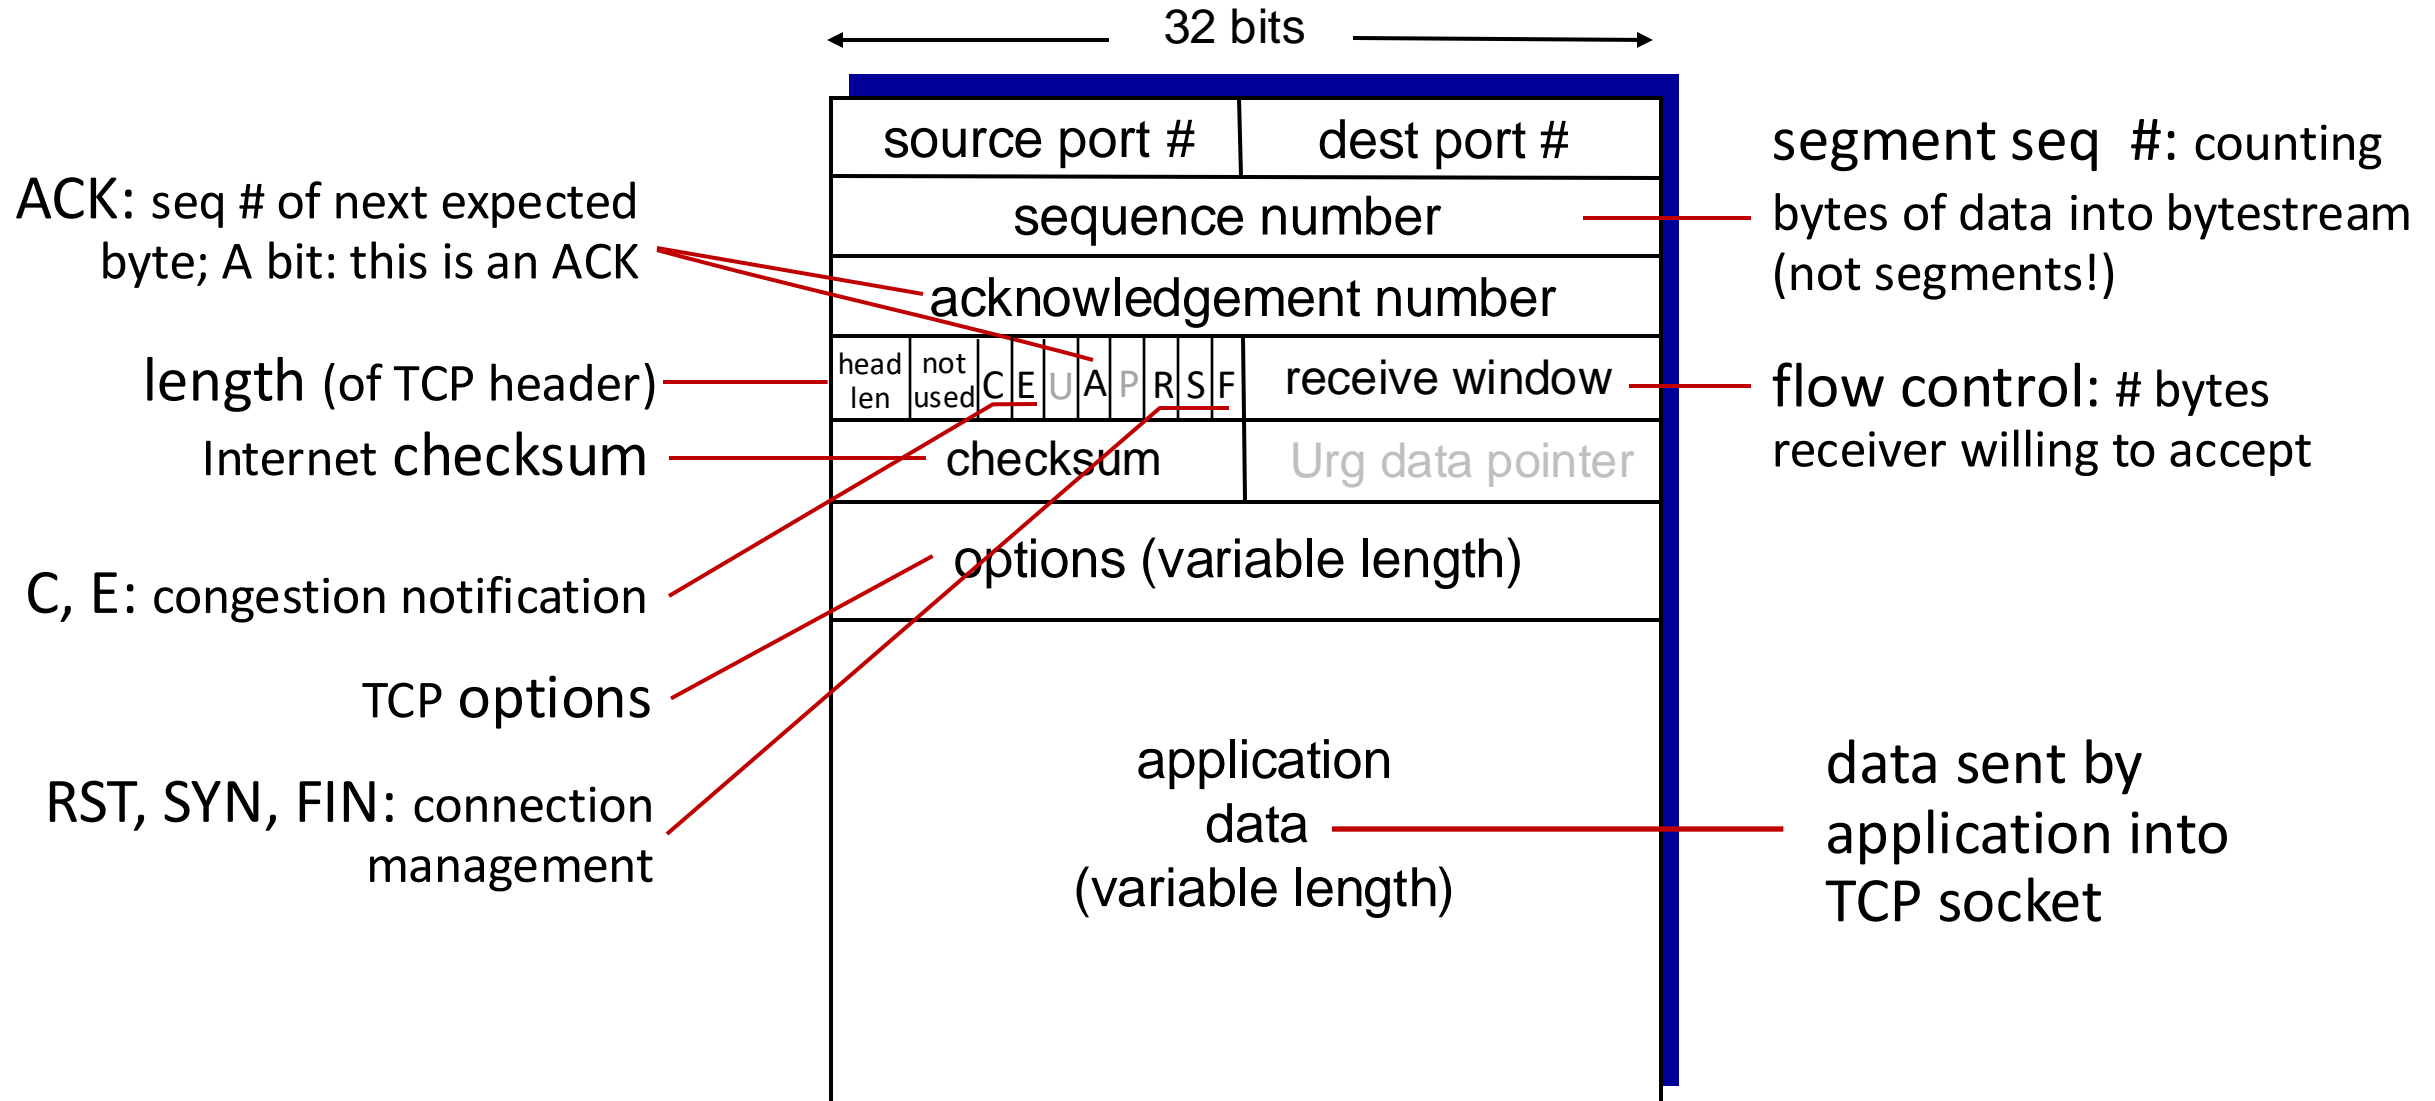 32 bits
source port # dest port #
sequence number
acknowledgement number
head len not used C E U A P R S F receive window
checksum Urg data pointer
options (variable length)
application
data
(variable length)
ACK: seq # of next expected
byte; A bit: this is an ACK
length (of TCP header)
Internet checksum
C, E: congestion notification
TCP options
RST, SYN, FIN: connection
management
segment seq #: counting
bytes of data into bytestream
(not segments!)
flow control: # bytes
receiver willing to accept
data sent by
application into
TCP socket